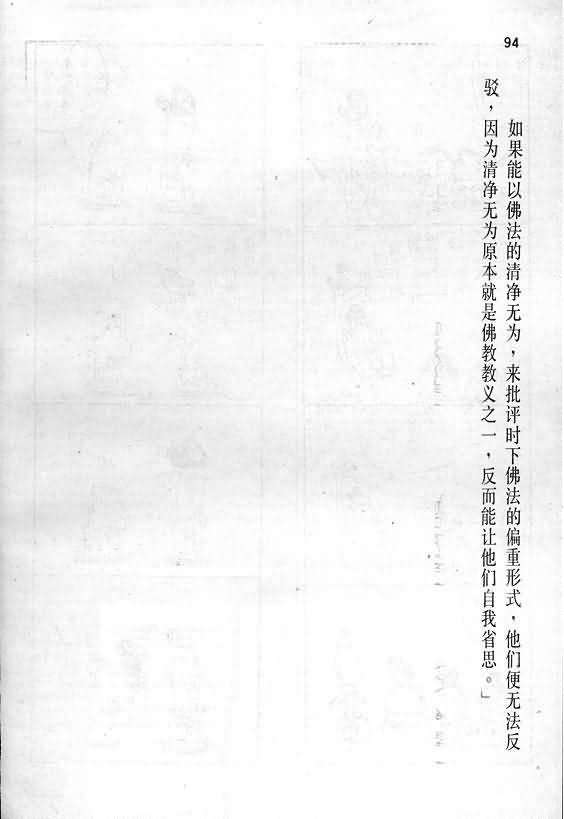 94
如果能以佛法的清净无为，来批评时下佛法的偏重形式，他们便无法反
驳，因为清净无为原本就是佛教教义之一，反而能让他们自我省思。」